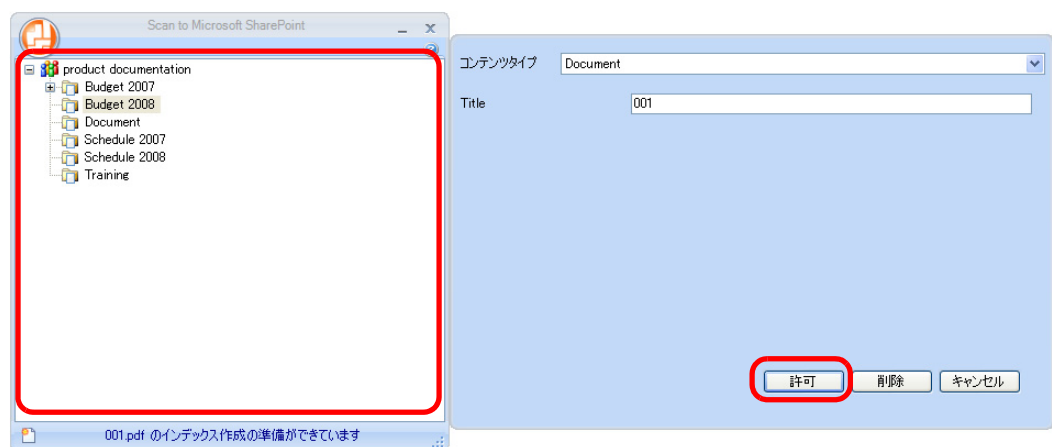 Scan to Microsoft SharePoint
product documentation
Budget 2007
Budget 2008
Document
Schedule 2007
Schedule 2008
Training
001.pdf のインデックス作成の準備ができています
コンテンツタイプ Document
Title 001
許可 削除 キャンセル